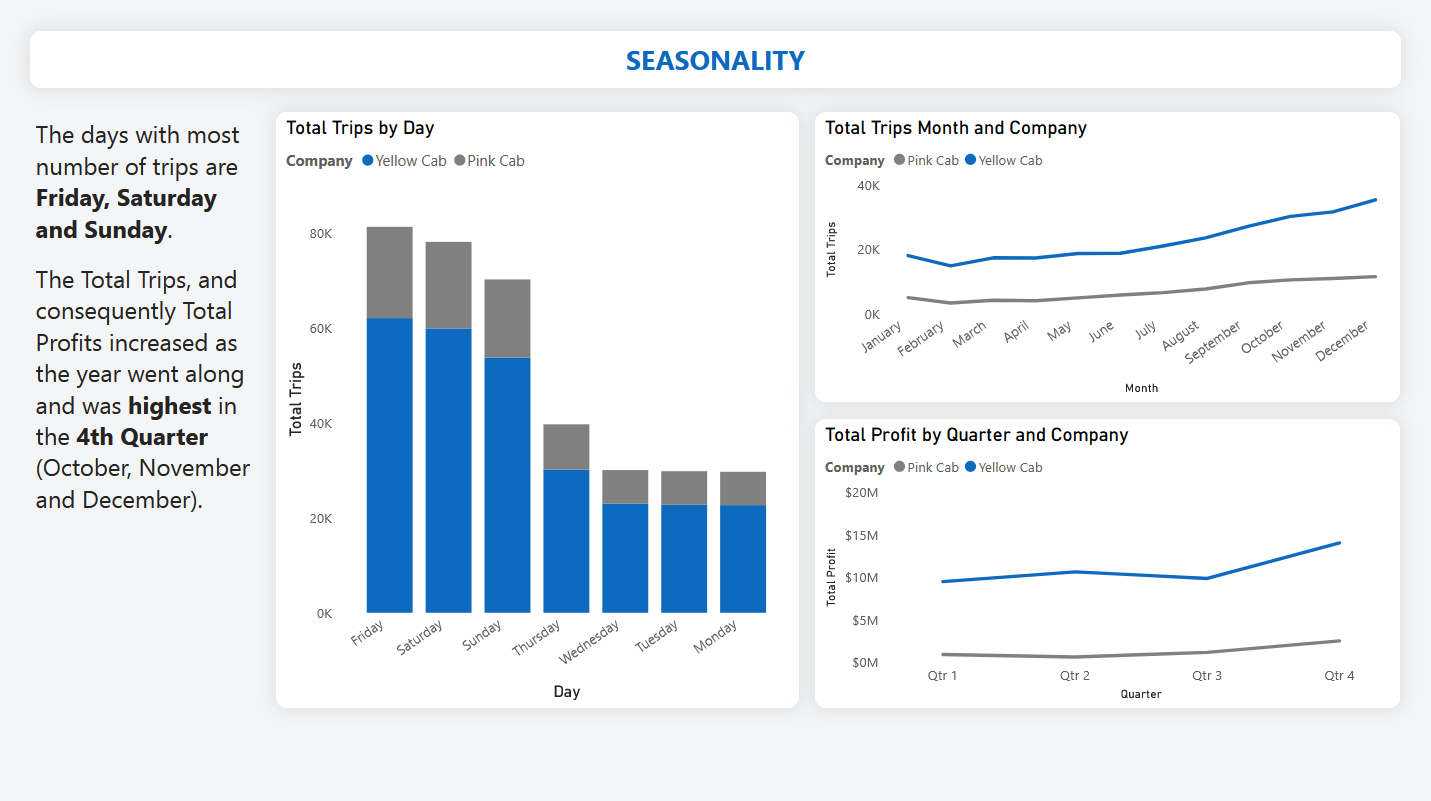 SEASONALITY
The days with most
number of trips are
Friday, Saturday
and Sunday.
The Total Trips, and
consequently Total
Profits increased as
the year went along
and was highest in
the 4th Quarter
(October, November
and December).
Total Trips by Day
Company Yellow Cab Pink Cab
80K
60K
40K
20K
0K
Total Trips
Friday
Saturday
Sunday
Thursday
Wednesday
Tuesday
Monday
Day
Total Trips Month and Company
Company Pink Cab Yellow Cab
40K
20K
0K
Total Trips
January
February
March
April
May
June
July
August
September
October
November
December
Month
Total Profit by Quarter and Company
Company Pink Cab Yellow Cab
$20M
$15M
$10M
$5M
$0M
Total Profit
Qtr 1 Qtr 2 Qtr 3 Qtr 4
Quarter